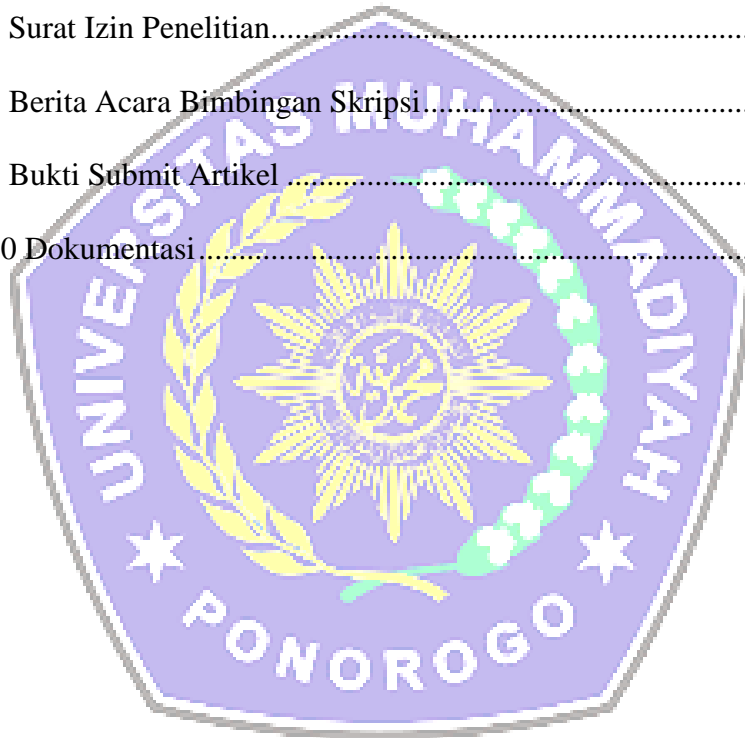 Surat Izin Penelitian....................................................................
Berita Acara Bimbingan Skripsi..............................................
Bukti Submit Artikel ................................................................
0 Dokumentasi...........................................................................
UNIVERSITAS MUHAMMADIYAH
PONOROGO